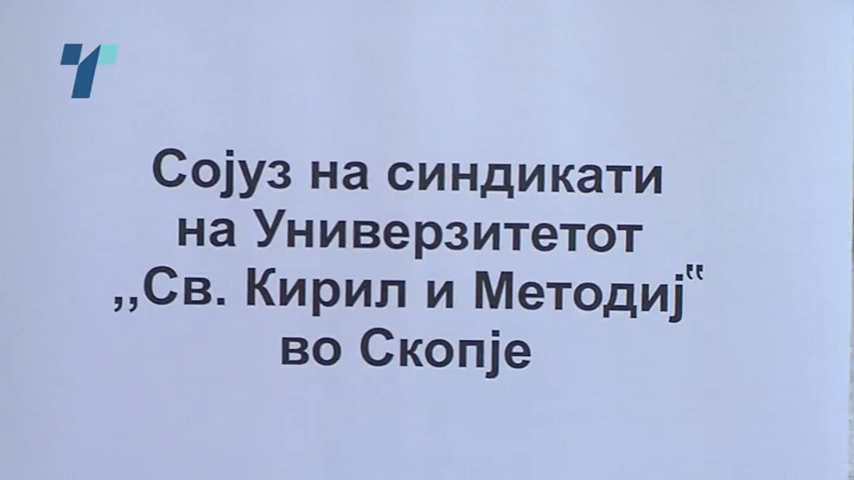 Сојуз на синдикати
на Универзитетот
,,Св. Кирил и Методиј"
во Скопје